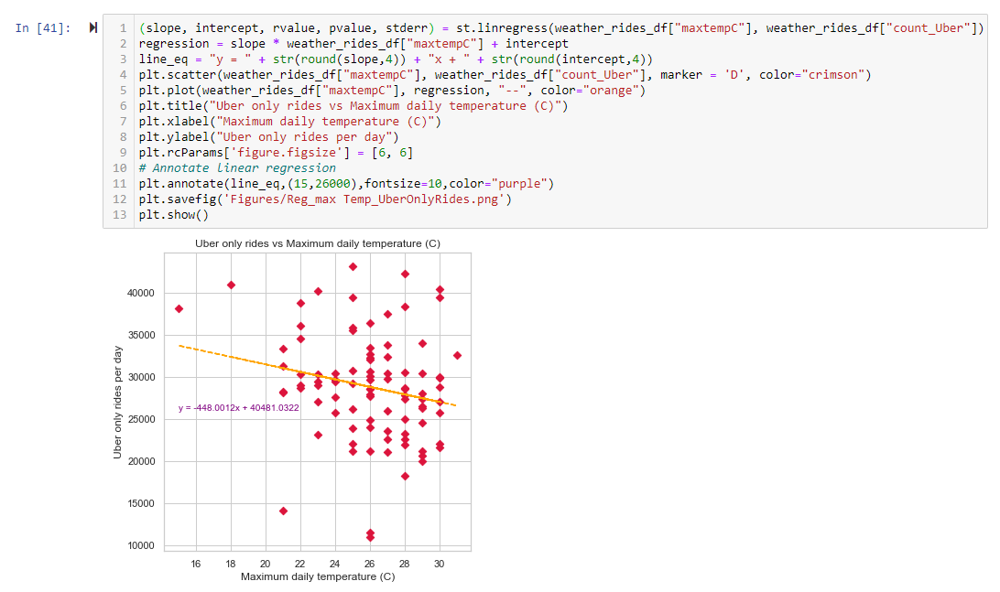 In [41]:
1 (slope, intercept, rvalue, pvalue, stderr) = st.linregress(weather_rides_df["maxtempC"], weather_rides_df["count_Uber"])
2 regression = slope * weather_rides_df["maxtempC"] + intercept
3 line_eq = "y = " + str(round(slope,4)) + "x + " + str(round(intercept,4))
4 plt.scatter(weather_rides_df["maxtempC"], weather_rides_df["count_Uber"], marker = 'D', color="crimson")
5 plt.plot(weather_rides_df["maxtempC"], regression, "--", color="orange")
6 plt.title("Uber only rides vs Maximum daily temperature (C)")
7 plt.xlabel("Maximum daily temperature (C)")
8 plt.ylabel("Uber only rides per day")
9 plt.rcParams['figure.figsize'] = [6, 6]
10 # Annotate linear regression
11 plt.annotate(line_eq,(15,26000),fontsize=10,color="purple")
12 plt.savefig('Figures/Reg_max Temp_UberOnlyRides.png')
13 plt.show()
Uber only rides vs Maximum daily temperature (C)
Uber only rides per day
40000
35000
30000
25000
20000
15000
10000
y = -448.0012x + 40481.0322
16 18 20 22 24 26 28 30
Maximum daily temperature (C)